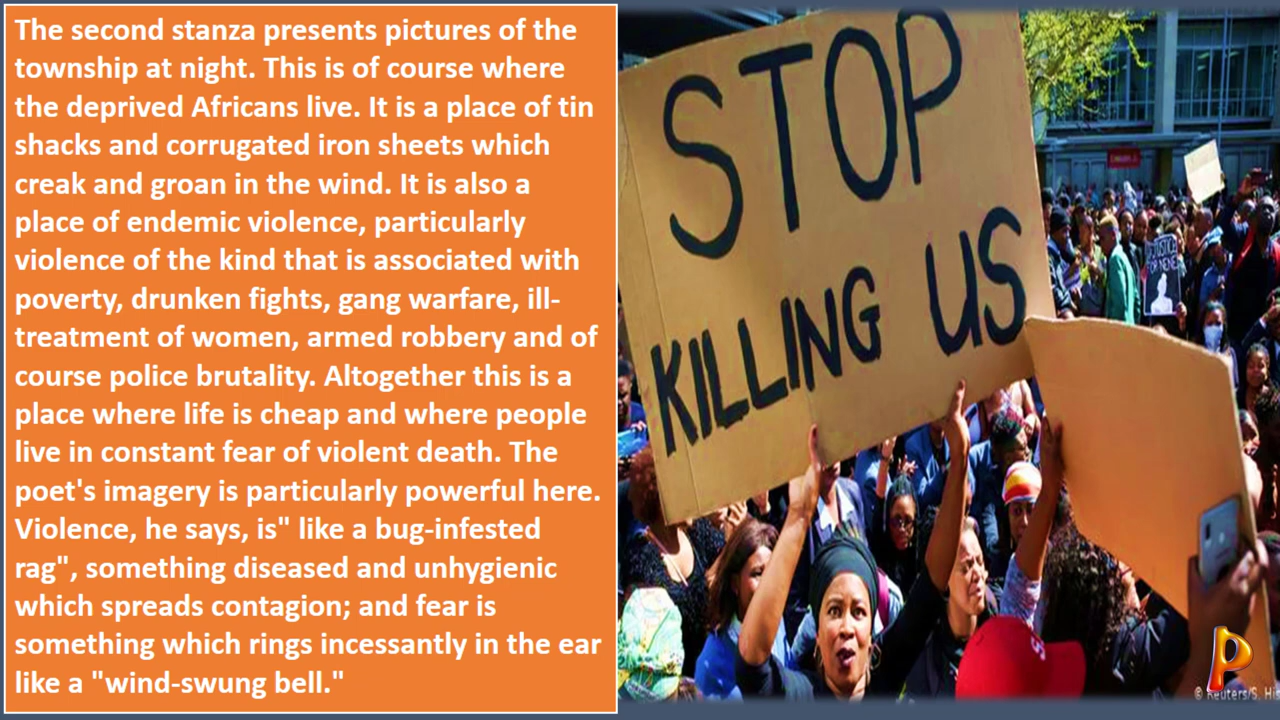 The second stanza presents pictures of the
township at night. This is of course where
the deprived Africans live. It is a place of tin
shacks and corrugated iron sheets which
creak and groan in the wind. It is also a
place of endemic violence, particularly
violence of the kind that is associated with
poverty, drunken fights, gang warfare, ill-
treatment of women, armed robbery and of
course police brutality. Altogether this is a
place where life is cheap and where people
live in constant fear of violent death. The
poet's imagery is particularly powerful here.
Violence, he says, is" like a bug-infested
rag", something diseased and unhygienic
which spreads contagion; and fear is
something which rings incessantly in the ear
like a "wind-swung bell."
STOP
KILLING US
P
© Reuters/S.